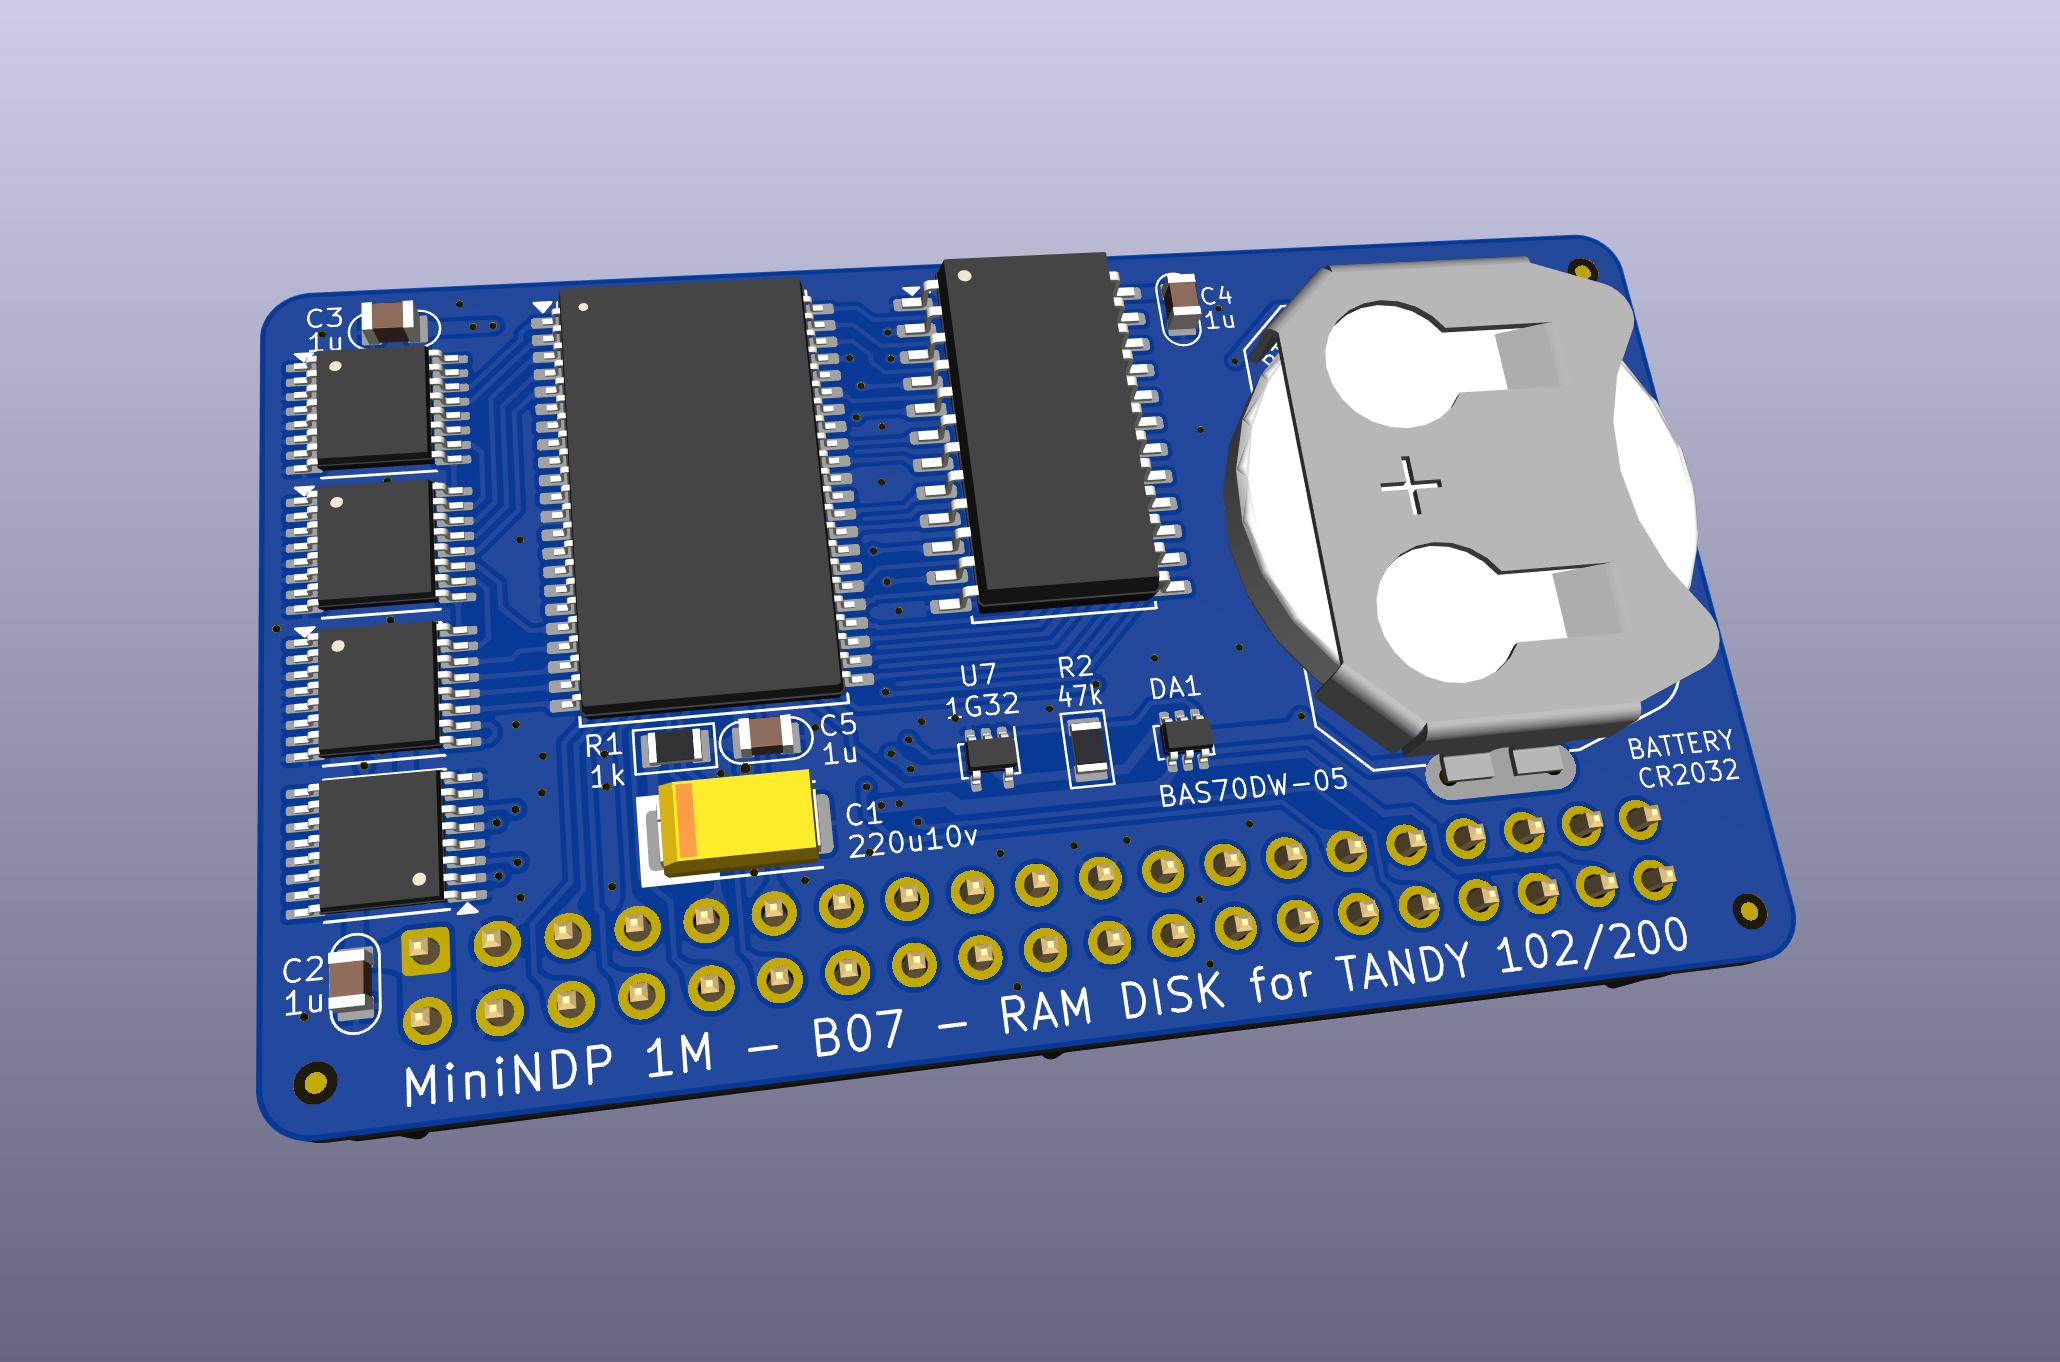 C3
1u
C4
1u
U7
1G32
R2
47k
DA1
R1
1k
C5
1u
BATTERY
CR2032
BAS70DW-05
C1
220u10v
C2
1u
MiniNDP 1M - B07 - RAM DISK for TANDY 102/200